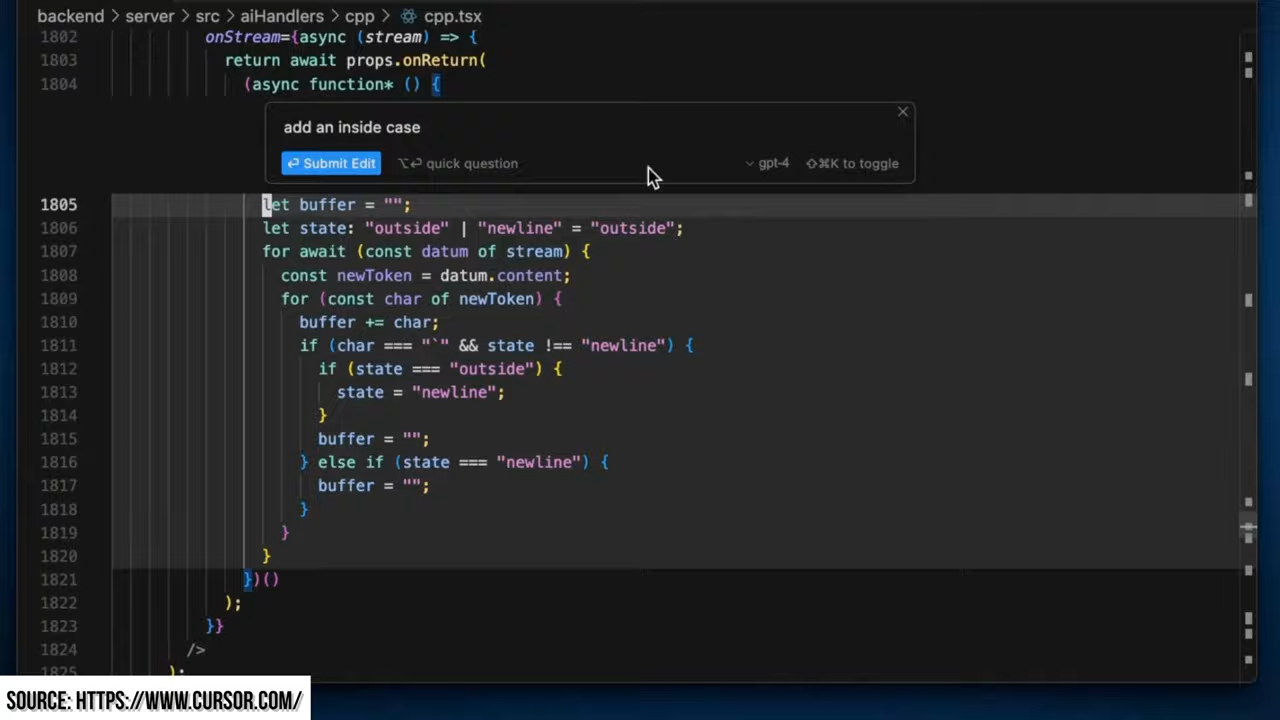 backend > server > src > aiHandlers > cpp > cpp.tsx
1802 onStream={async (stream) => {
1803 return await props.onReturn(
1804 (async function* () {
add an inside case
⏎ Submit Edit ⌥⏎ quick question gpt-4 ⇧⌘K to toggle
1805 let buffer = "";
1806 let state: "outside" | "newline" = "outside";
1807 for await (const datum of stream) {
1808 const newToken = datum.content;
1809 for (const char of newToken) {
1810 buffer += char;
1811 if (char === "`" && state !== "newline") {
1812 if (state === "outside") {
1813 state = "newline";
1814 }
1815 buffer = "";
1816 } else if (state === "newline") {
1817 buffer = "";
1818 }
1819 }
1820 }
1821 })()
1822 );
1823 }}
1824 />
1825 );
SOURCE: HTTPS://WWW.CURSOR.COM/